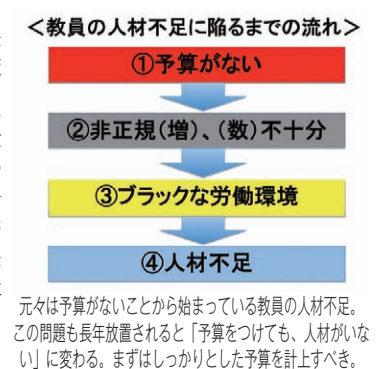 ＜教員の人材不足に陥るまでの流れ＞
①予算がない
②非正規（増）、（数）不十分
③ブラックな労働環境
④人材不足
元々は予算がないことから始まっている教員の人材不足。
この問題も長年放置されると「予算をつけても、人材がいな
い」に変わる。まずはしっかりとした予算を計上すべき。